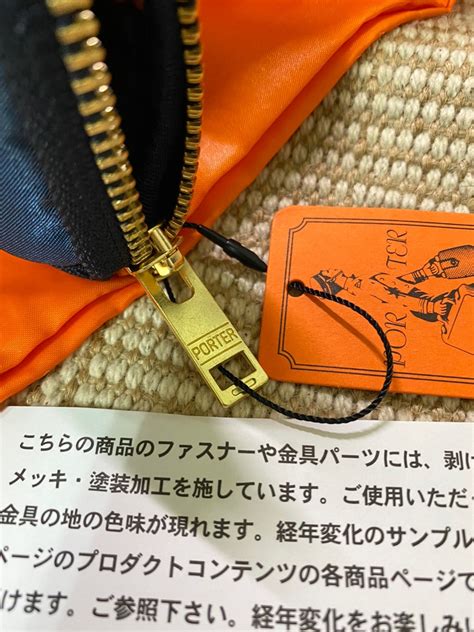 PORTER
PORTER
こちらの商品のファスナーや金具パーツには、剥け
メッキ・塗装加工を施しています。ご使用いただ
金具の地の色味が現れます。経年変化のサンプル
ページのプロダクトコンテンツの各商品ページで
けます。ご参照下さい。経年変化をお楽しみい